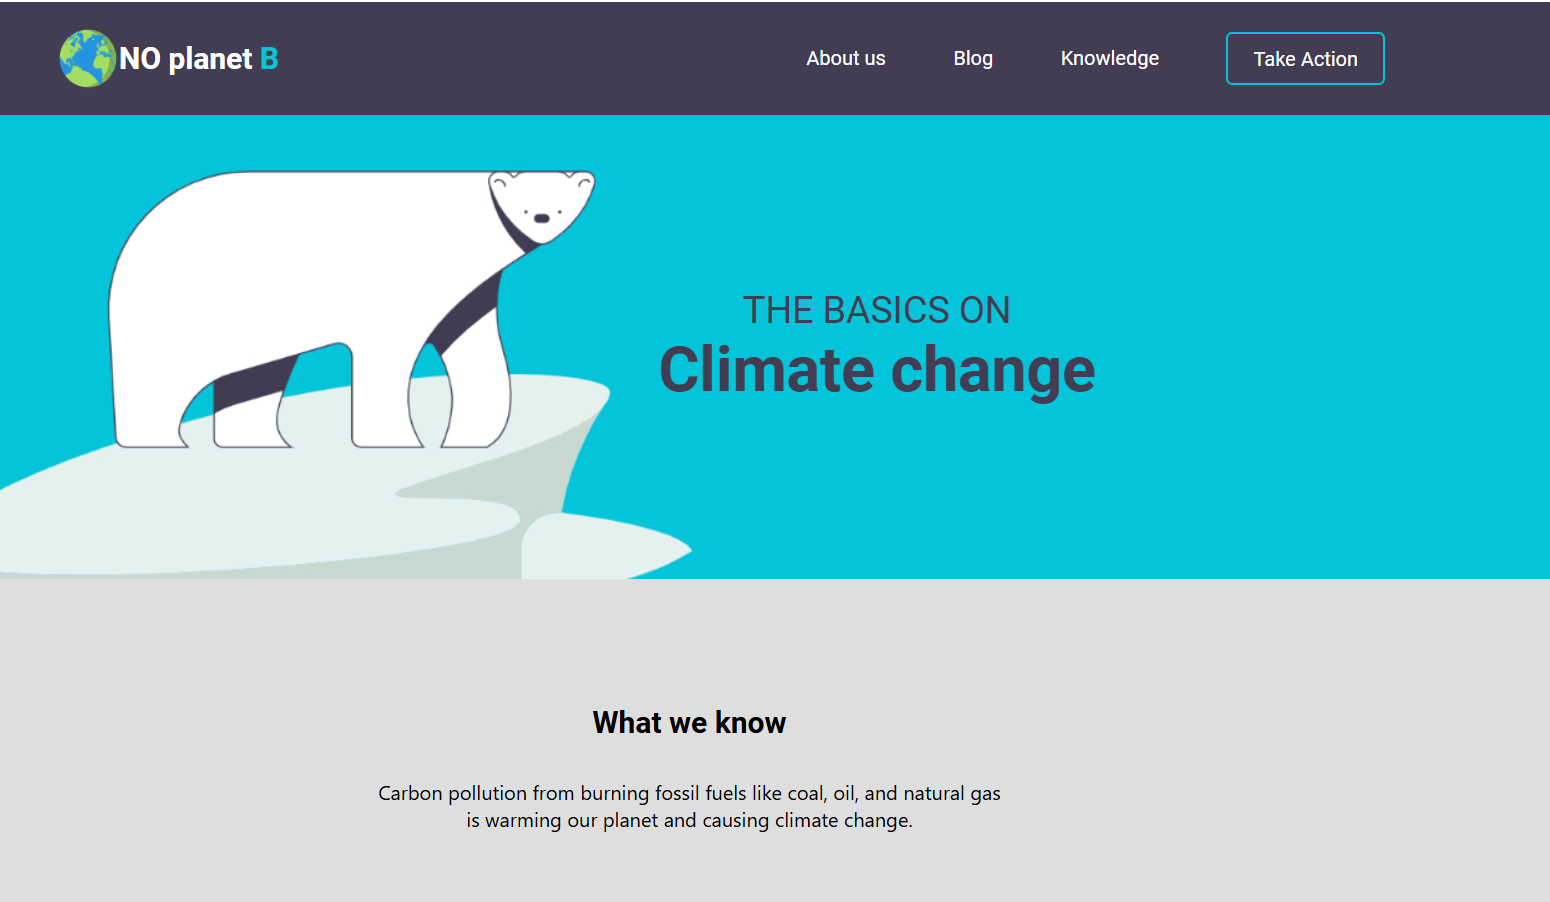 NO planet B
About us
Blog
Knowledge
Take Action
THE BASICS ON
Climate change
What we know
Carbon pollution from burning fossil fuels like coal, oil, and natural gas
is warming our planet and causing climate change.